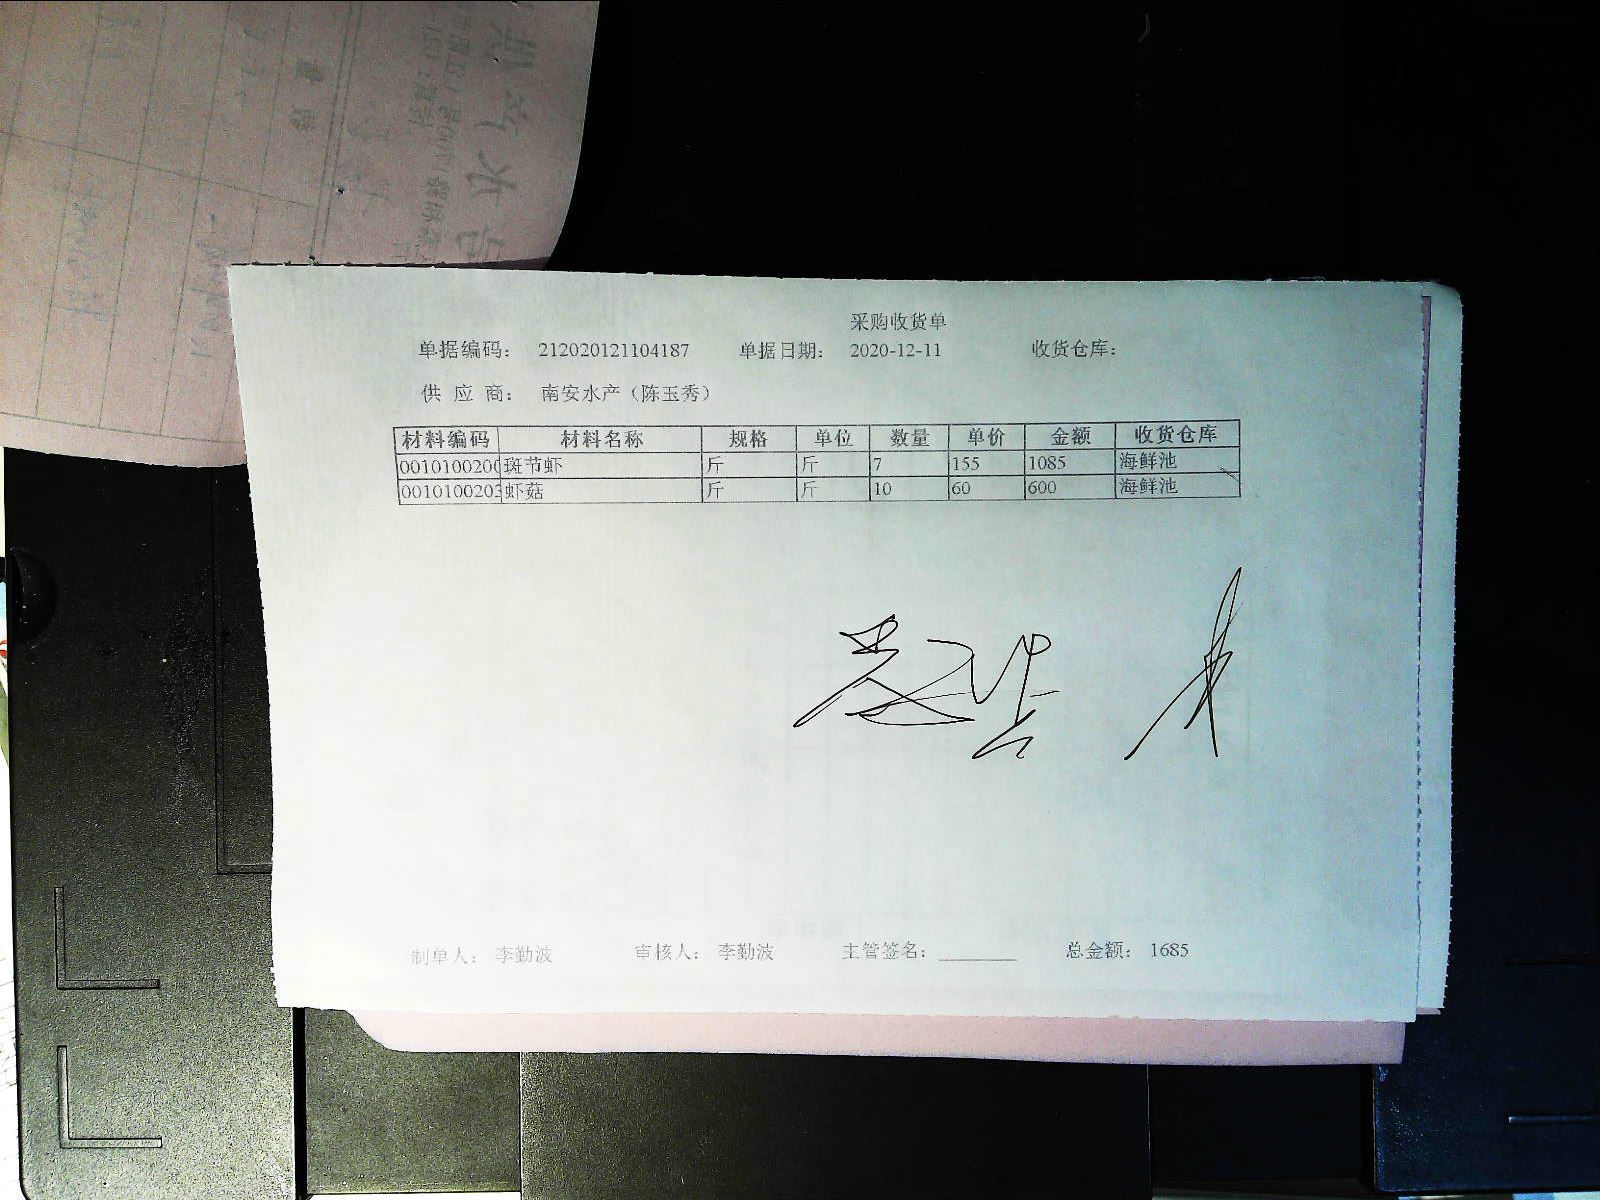 采购收货单
单据编码： 212020121104187 单据日期： 2020-12-11 收货仓库：
供 应 商： 南安水产（陈玉秀）
材料编码 材料名称 规格 单位 数量 单价 金额 收货仓库
0010100200 斑节虾 斤 斤 7 155 1085 海鲜池
0010100203 虾菇 斤 斤 10 60 600 海鲜池
制单人： 李勤波 审核人： 李勤波 主管签名： 总金额： 1685